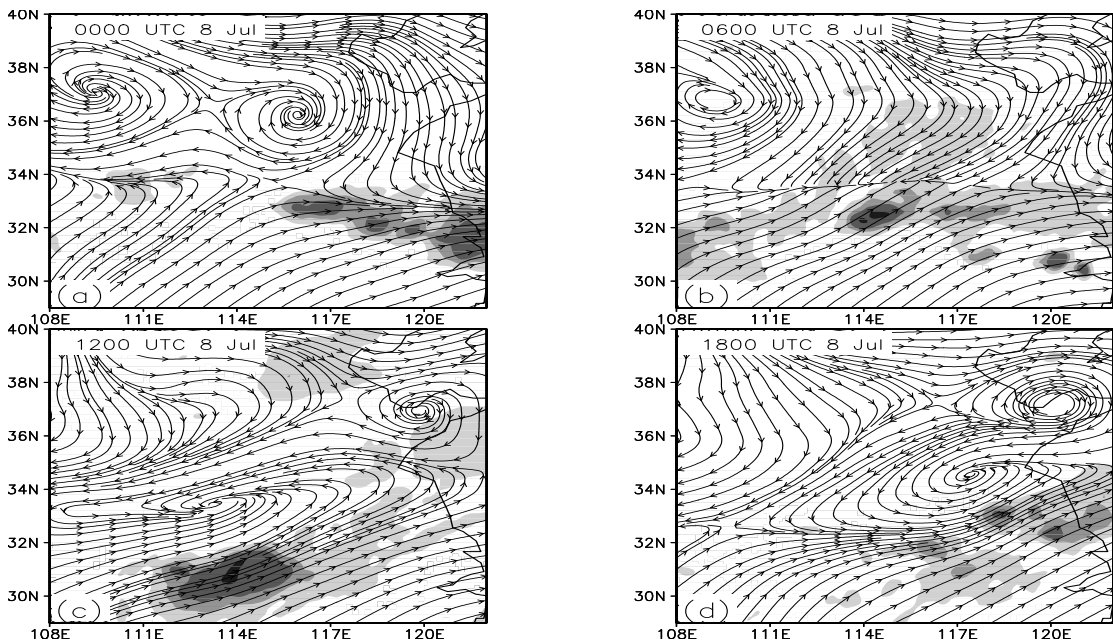 40N 0000 UTC 8 Jul
38N
36N
34N
32N
30N
(a)
108E 111E 114E 117E 120E
40N 0600 UTC 8 Jul
38N
36N
34N
32N
30N
(b)
108E 111E 114E 117E 120E
40N 1200 UTC 8 Jul
38N
36N
34N
32N
30N
(c)
108E 111E 114E 117E 120E
40N 1800 UTC 8 Jul
38N
36N
34N
32N
30N
(d)
108E 111E 114E 117E 120E